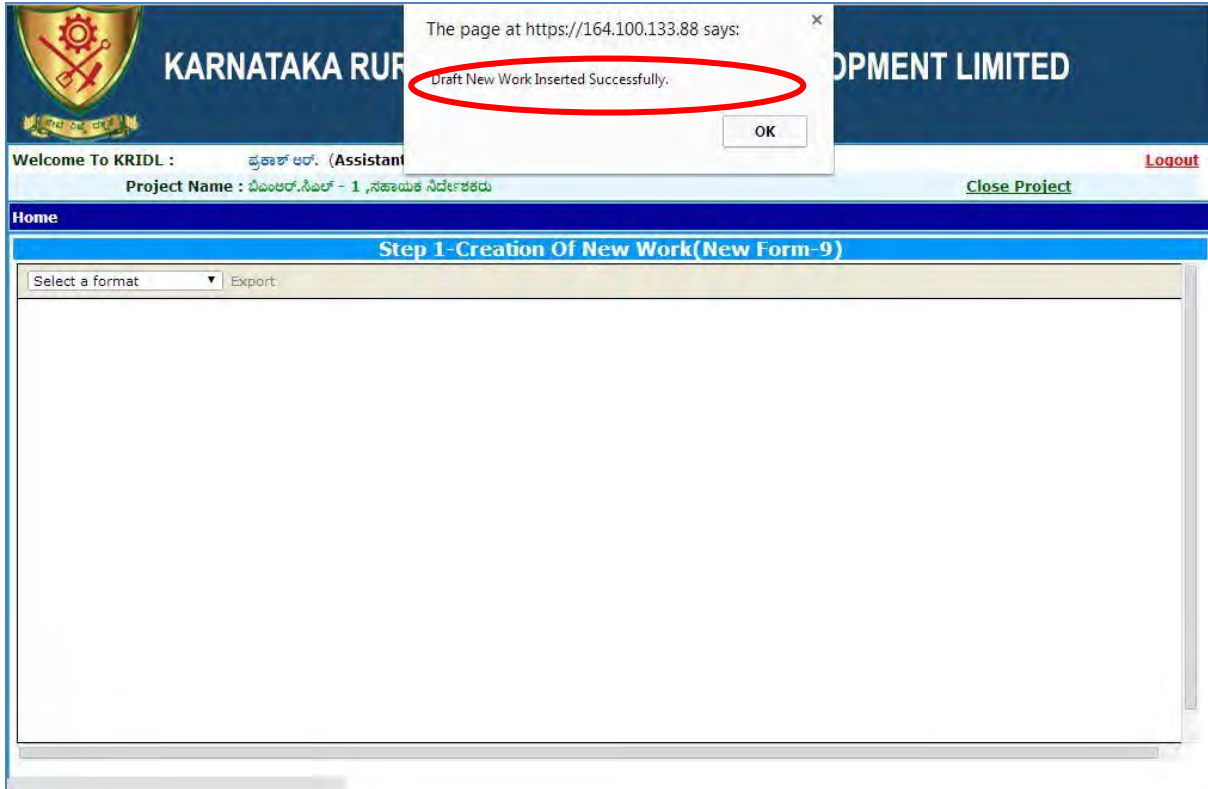 The page at https://164.100.133.88 says:
×
KARNATAKA RUR
OPMENT LIMITED
Draft New Work Inserted Successfully.
OK
Welcome To KRIDL : ಪ್ರಕಾಶ್ ಆರ್. (Assistant
Logout
Project Name : ಬಿಎಂಆರ್.ಸಿಎಲ್ - 1 ,ಸಹಾಯಕ ನಿರ್ದೇಶಕರು
Close Project
Home
Step 1-Creation Of New Work(New Form-9)
Select a format Export